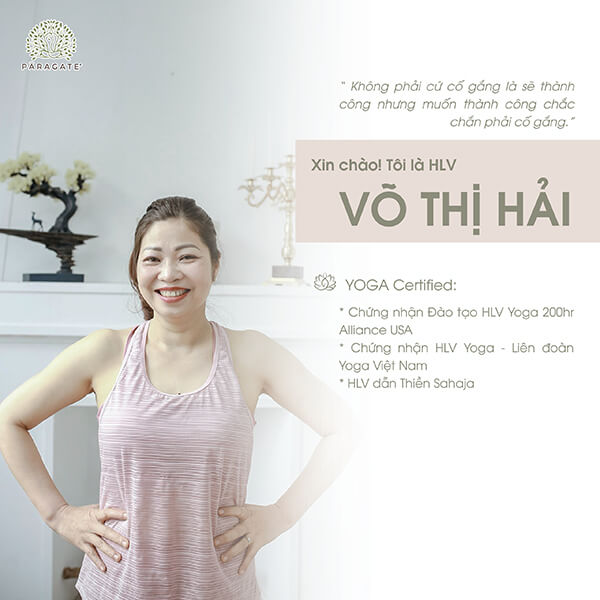 PARAGATE®
“ Không phải cứ cố gắng là sẽ thành
công nhưng muốn thành công chắc
chắn phải cố gắng.”
Xin chào! Tôi là HLV
VÕ THỊ HẢI
YOGA Certified:
* Chứng nhận Đào tạo HLV Yoga 200hr
Alliance USA
* Chứng nhận HLV Yoga - Liên đoàn
Yoga Việt Nam
* HLV dẫn Thiền Sahaja